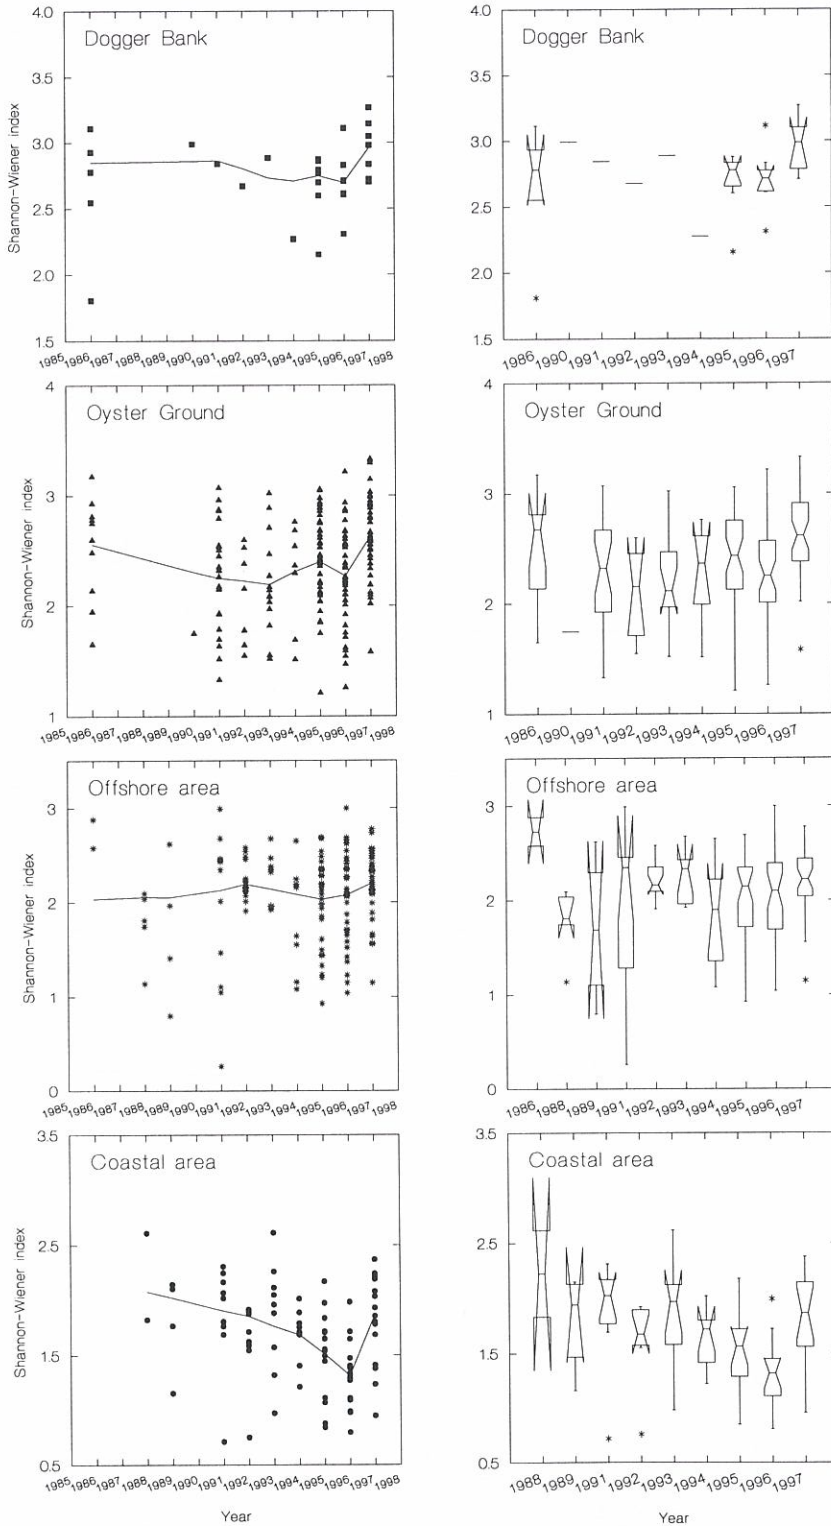 Dogger Bank
4.0
3.5
3.0
2.5
2.0
1.5
Shannon-Wiener index
1985 1986 1987 1988 1989 1990 1991 1992 1993 1994 1995 1996 1997 1998
Dogger Bank
4.0
3.5
3.0
2.5
2.0
1.5
1986 1990 1991 1992 1993 1994 1995 1996 1997
Oyster Ground
4
3
2
1
Shannon-Wiener index
1985 1986 1987 1988 1989 1990 1991 1992 1993 1994 1995 1996 1997 1998
Oyster Ground
4
3
2
1
1986 1990 1991 1992 1993 1994 1995 1996 1997
Offshore area
3
2
1
0
Shannon-Wiener index
1985 1986 1987 1988 1989 1990 1991 1992 1993 1994 1995 1996 1997 1998
Offshore area
3
2
1
0
1986 1988 1989 1991 1992 1993 1994 1995 1996 1997
Coastal area
3.5
2.5
1.5
0.5
Shannon-Wiener index
1985 1986 1987 1988 1989 1990 1991 1992 1993 1994 1995 1996 1997 1998
Year
Coastal area
3.5
2.5
1.5
0.5
1988 1989 1991 1992 1993 1994 1995 1996 1997
Year